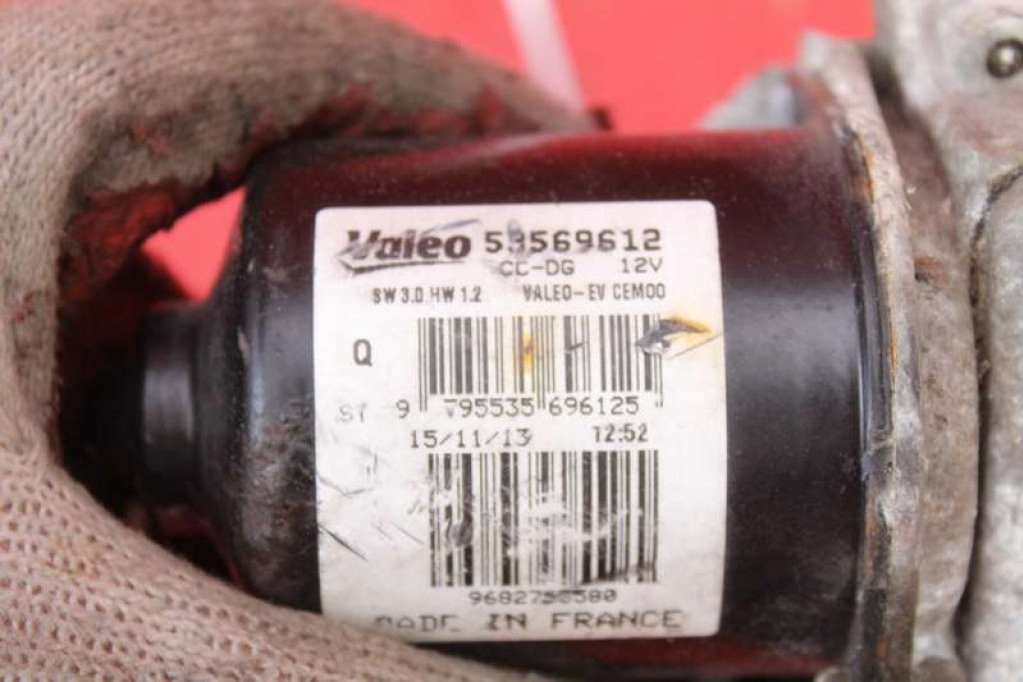 Valeo 53569612
CC-DG 12V
SW 3.0 HW 1.2 VALEO-EV CEM00
Q
ST 9 795535 696125
15/11/13 12:52
MADE IN FRANCE